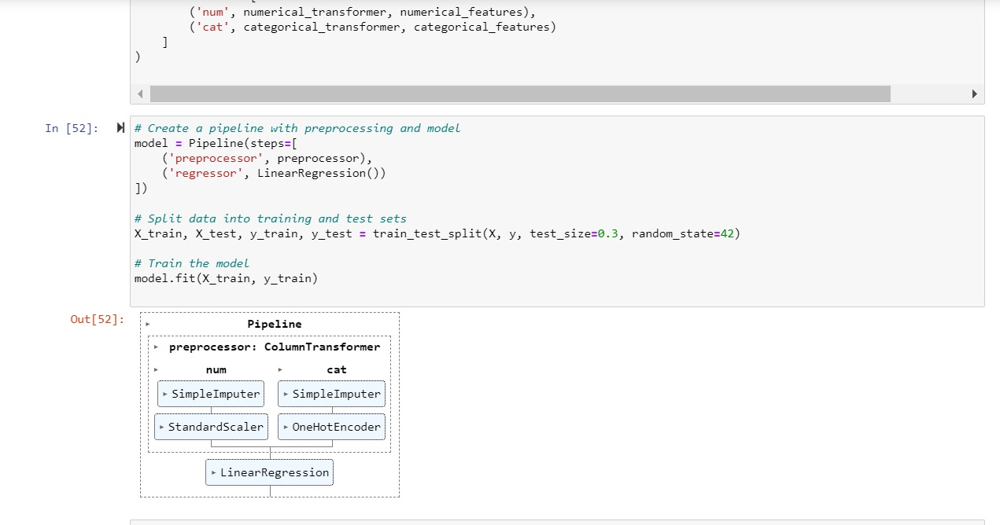 ('num', numerical_transformer, numerical_features),
('cat', categorical_transformer, categorical_features)
]
)
In [52]:
# Create a pipeline with preprocessing and model
model = Pipeline(steps=[
('preprocessor', preprocessor),
('regressor', LinearRegression())
])
# Split data into training and test sets
X_train, X_test, y_train, y_test = train_test_split(X, y, test_size=0.3, random_state=42)
# Train the model
model.fit(X_train, y_train)
Out[52]:
Pipeline
preprocessor: ColumnTransformer
num cat
SimpleImputer SimpleImputer
StandardScaler OneHotEncoder
LinearRegression